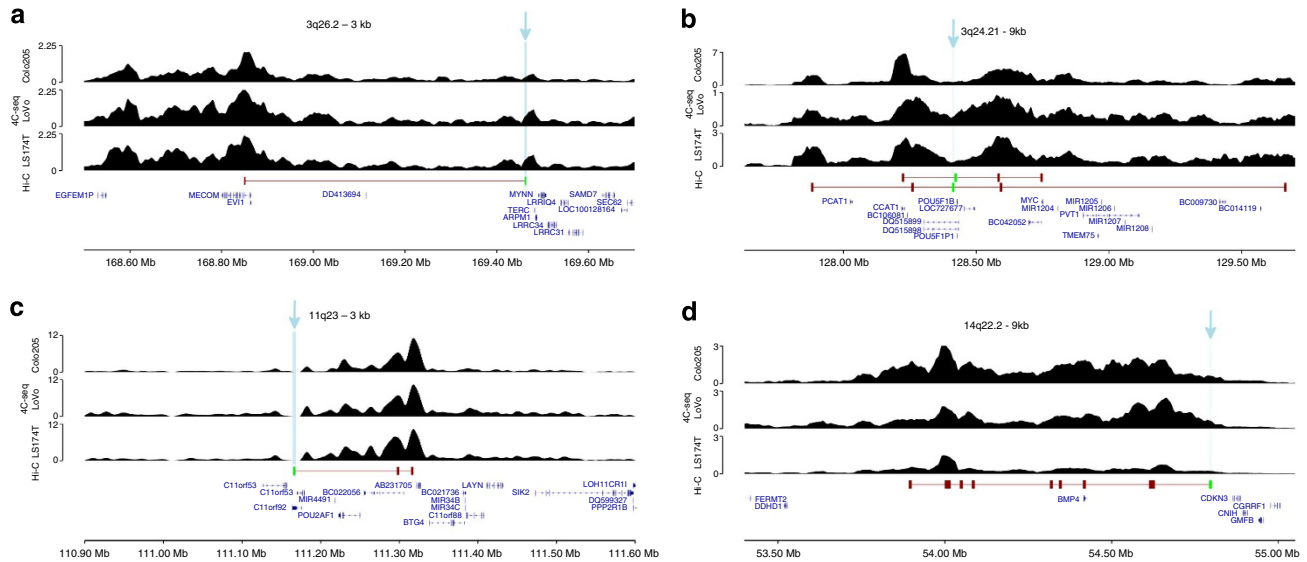 a
3q26.2 – 3 kb
2.25
0
Colo205
2.25
0
4C-seq
LoVo
2.25
0
LS174T
Hi-C
EGFEM1P
MECOM
DD413694
MYNN
SAMD7
EVI1
LRRIQ4
SEC62
TERC
LOC100128164
ARPM1
LRRC34
LRRC31
168.60 Mb
168.80 Mb
169.00 Mb
169.20 Mb
169.40 Mb
169.60 Mb
b
3q24.21 - 9kb
7
0
Colo205
1
0
4C-seq
LoVo
3
0
LS174T
Hi-C
PCAT1
POU5F1B
MYC
MIR1205
BC009730
CCAT1
LOC727677
MIR1204
MIR1206
BC014119
BC106081
PVT1
DQ515899
BC042052
MIR1207
DQ515898
MIR1208
POU5F1P1
TMEM75
128.00 Mb
128.50 Mb
129.00 Mb
129.50 Mb
c
11q23 – 3 kb
12
0
Colo205
12
0
4C-seq
LoVo
12
0
LS174T
Hi-C
C11orf53
AB231705
LAYN
LOH11CR1I
C11orf53
BC022056
BC021736
SIK2
MIR4491
MIR34B
DQ599327
C11orf92
MIR34C
PPP2R1B
POU2AF1
C11orf88
BTG4
110.90 Mb
111.00 Mb
111.10 Mb
111.20 Mb
111.30 Mb
111.40 Mb
111.50 Mb
111.60 Mb
d
14q22.2 - 9kb
3
0
Colo205
3
0
4C-seq
LoVo
3
0
LS174T
Hi-C
FERMT2
BMP4
CDKN3
DDHD1
CGRRF1
CNIH
GMFB
53.50 Mb
54.00 Mb
54.50 Mb
55.00 Mb